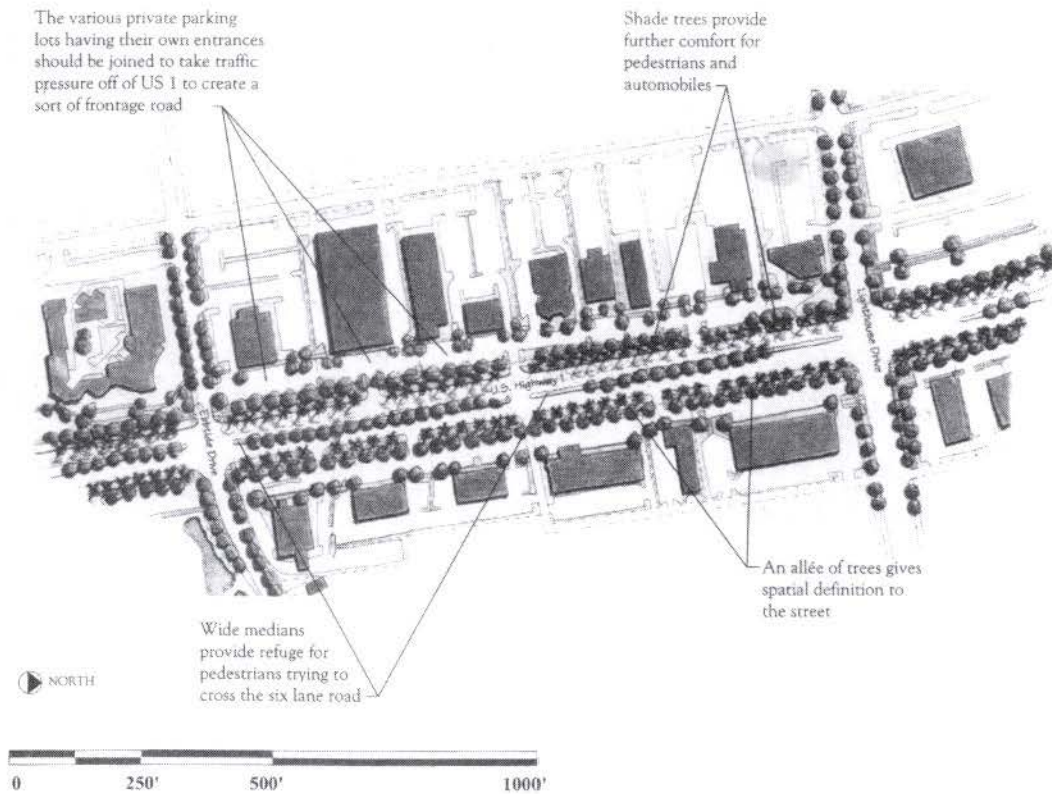 The various private parking
lots having their own entrances
should be joined to take traffic
pressure off of US 1 to create a
sort of frontage road
Shade trees provide
further comfort for
pedestrians and
automobiles
Lighthouse Drive
U.S. Highway 1
Drive
An allée of trees gives
spatial definition to
the street
Wide medians
provide refuge for
pedestrians trying to
cross the six lane road
NORTH
0 250' 500' 1000'